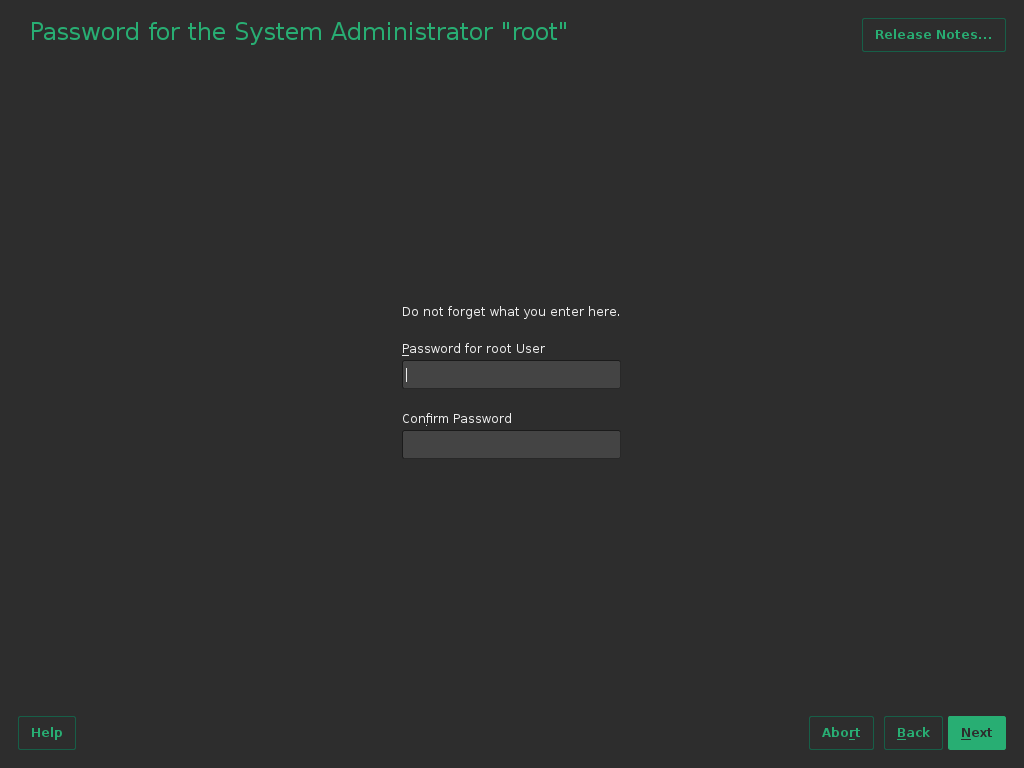 Password for the System Administrator "root"
Release Notes...
Do not forget what you enter here.
Password for root User
Confirm Password
Help
Abort
Back
Next